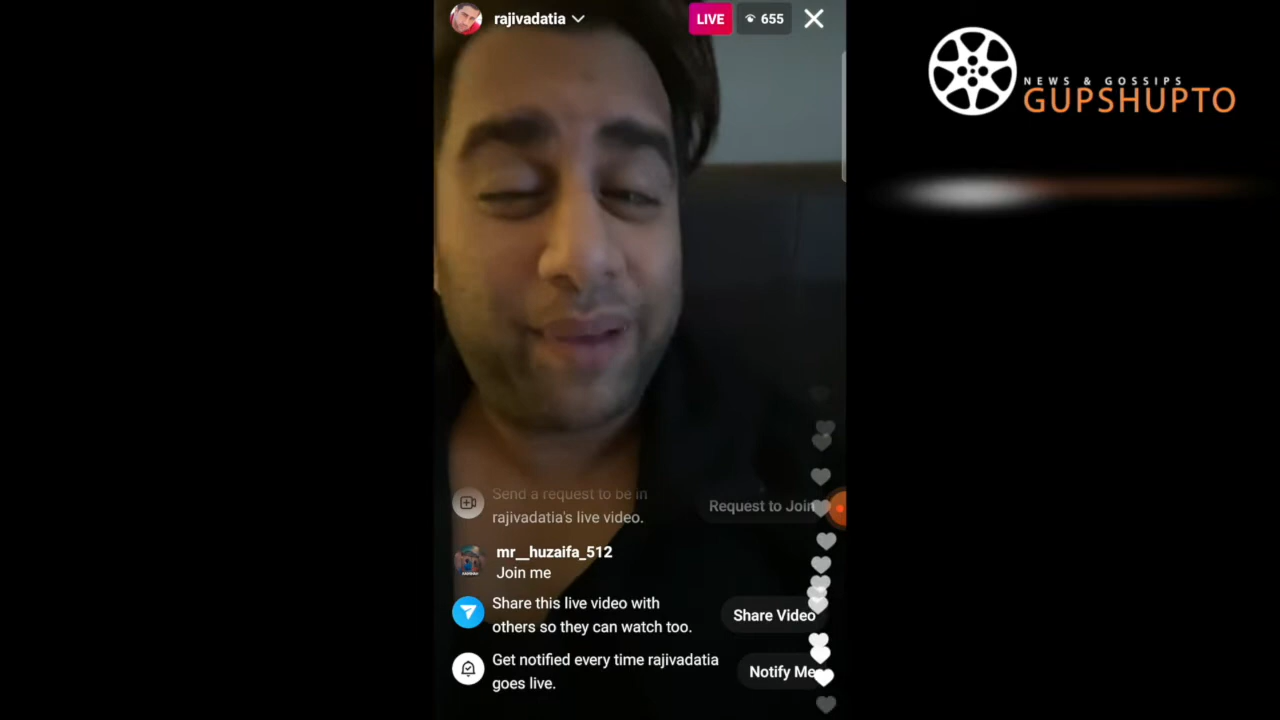 rajivadatia
LIVE
655
NEWS & GOSSIPS
GUPSHUPTO
Send a request to be in
rajivadatia's live video.
Request to Join
mr__huzaifa_512
Join me
Share this live video with
others so they can watch too.
Share Video
Get notified every time rajivadatia
goes live.
Notify Me